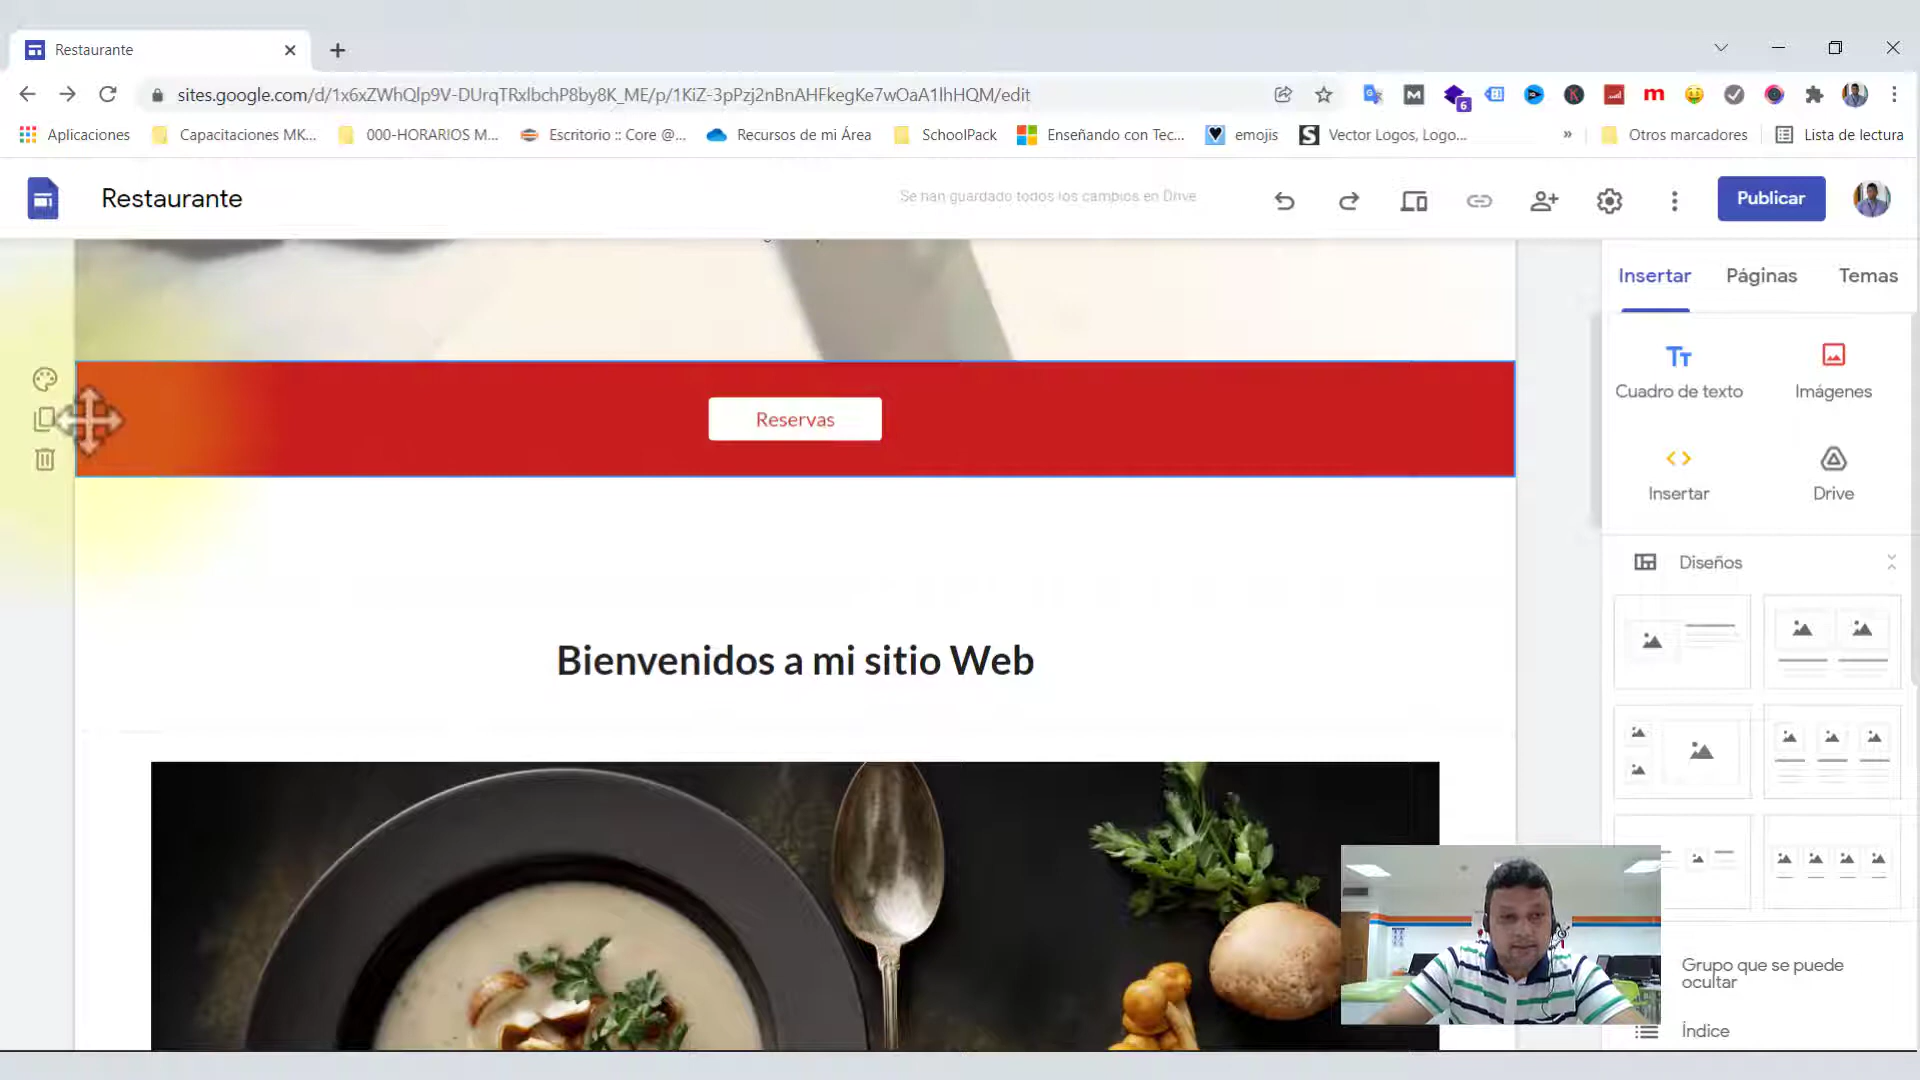 Restaurante
sites.google.com/d/1x6xZWhQlp9V-DUrqTRxlbchP8by8K_ME/p/1KiZ-3pPzj2nBnAHFkegKe7wOaA1lhHQM/edit
6
Aplicaciones
Capacitaciones MK...
000-HORARIOS M...
Escritorio :: Core @...
Recursos de mi Área
SchoolPack
Enseñando con Tec...
emojis
Vector Logos, Logo...
»
Otros marcadores
Lista de lectura
Restaurante
Se han guardado todos los cambios en Drive
Publicar
Insertar
Páginas
Temas
Cuadro de texto
Imágenes
Insertar
Drive
Diseños
Reservas
Bienvenidos a mi sitio Web
Grupo que se puede
ocultar
Índice